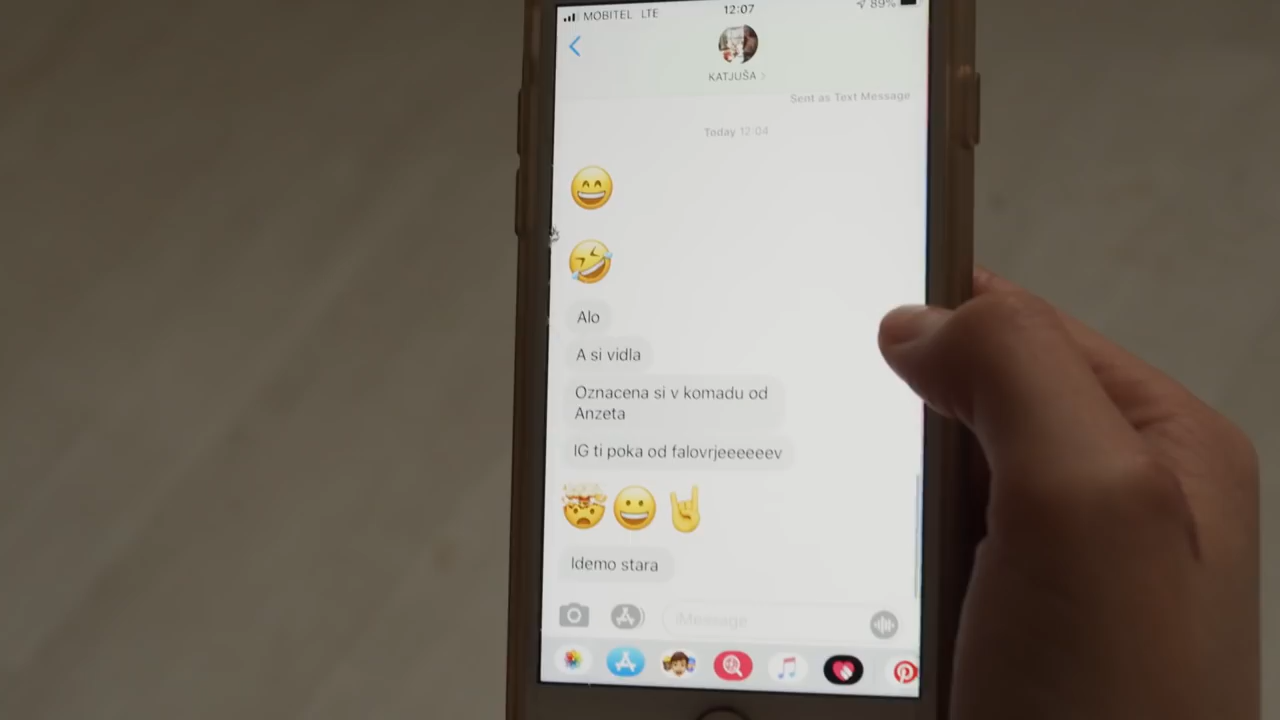 MOBITEL LTE 12:07 89%
KATJUŠA
Sent as Text Message
Today 12:04
Alo
A si vidla
Oznacena si v komadu od
Anzeta
IG ti poka od falovrjeeeeeev
Idemo stara
iMessage